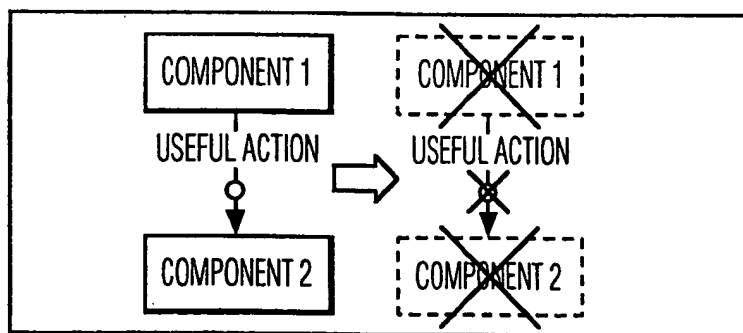 COMPONENT 1
COMPONENT 1
USEFUL ACTION
USEFUL ACTION
COMPONENT 2
COMPONENT 2